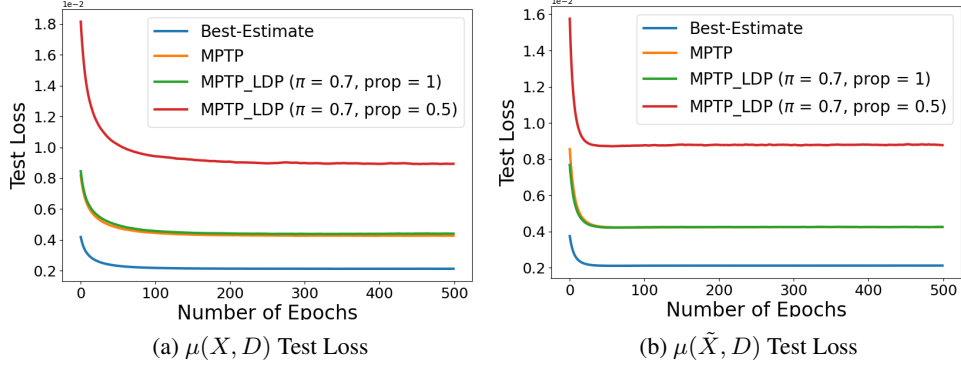 1e-2
1.8
1.6
1.4
1.2
1.0
0.8
0.6
0.4
0.2
Test Loss
Best-Estimate
MPTP
MPTP_LDP (π = 0.7, prop = 1)
MPTP_LDP (π = 0.7, prop = 0.5)
0 100 200 300 400 500
Number of Epochs
(a) μ(X, D) Test Loss
1e-2
1.6
1.4
1.2
1.0
0.8
0.6
0.4
0.2
Test Loss
Best-Estimate
MPTP
MPTP_LDP (π = 0.7, prop = 1)
MPTP_LDP (π = 0.7, prop = 0.5)
0 100 200 300 400 500
Number of Epochs
(b) μ(X̃, D) Test Loss